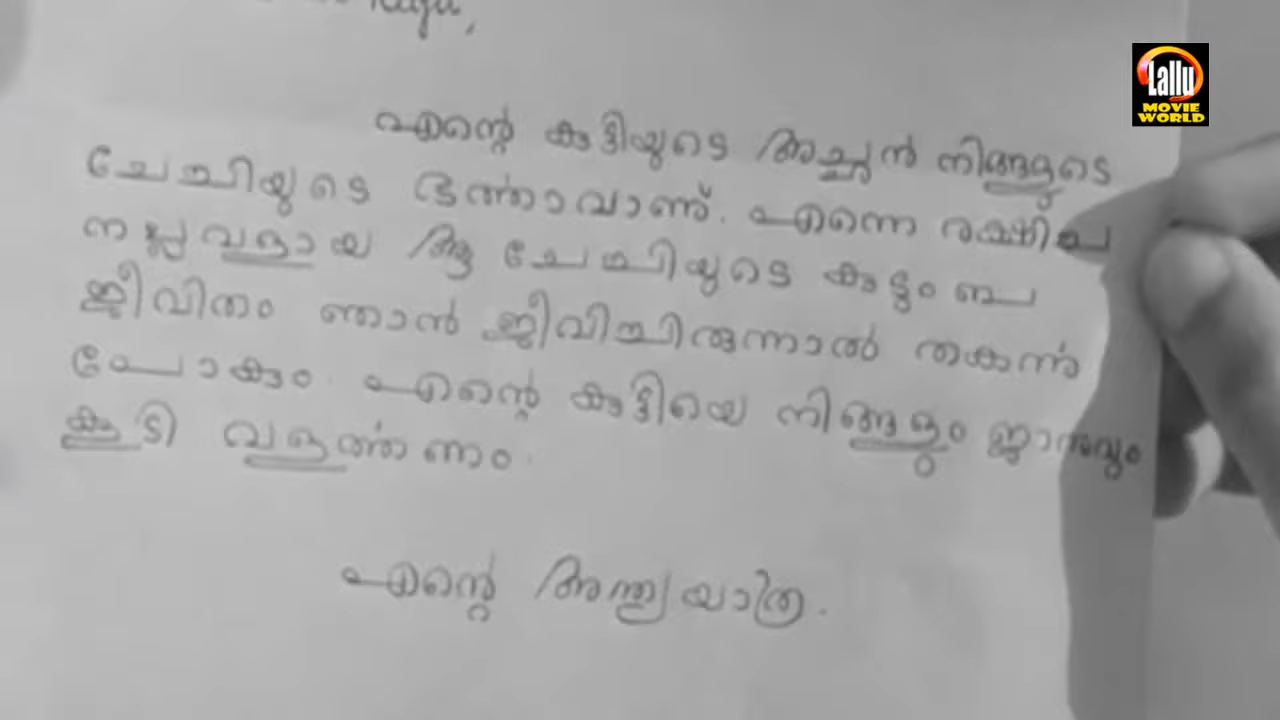 എന്റെ കുട്ടിയുടെ അച്ഛൻ നിങ്ങളുടെ
ചേച്ചിയുടെ ഭർത്താവാണ്. എന്നെ രക്ഷിച്ച
നല്ലവളായ ആ ചേച്ചിയുടെ കുടുംബ
ജീവിതം ഞാൻ ജീവിച്ചിരുന്നാൽ തകർന്നു
പോകും. എന്റെ കുട്ടിയെ നിങ്ങളും ജാനുവും
കൂടി വളർത്തണം.
എന്റെ അന്ത്യയാത്ര.
Lallu
MOVIE
WORLD